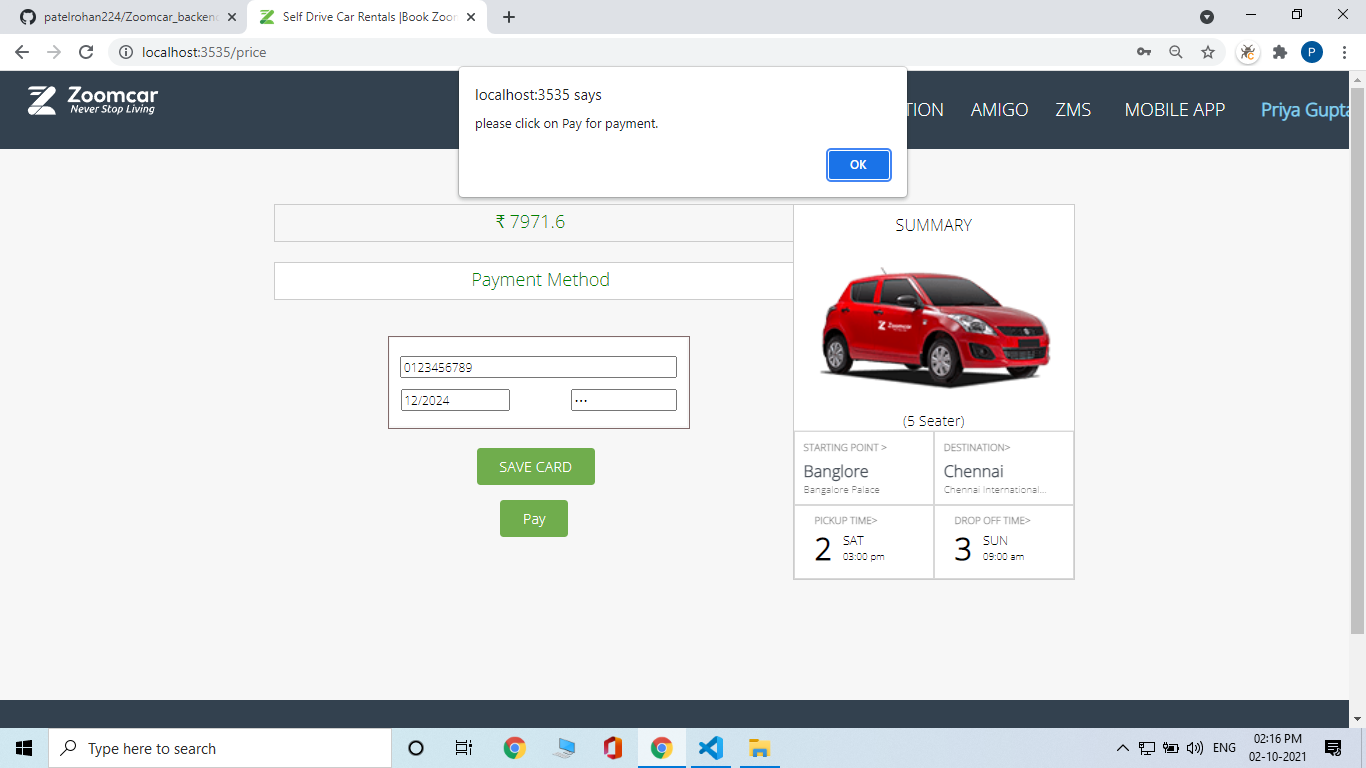 patelrohan224/Zoomcar_backen
Self Drive Car Rentals |Book Zoon
localhost:3535/price
P
Zoomcar
Never Stop Living
AMIGO
ZMS
MOBILE APP
Priya Gupta
localhost:3535 says
please click on Pay for payment.
OK
₹ 7971.6
Payment Method
0123456789
12/2024
SAVE CARD
Pay
SUMMARY
Zoomcar
(5 Seater)
STARTING POINT >
Banglore
Bangalore Palace
DESTINATION>
Chennai
Chennai International...
PICKUP TIME>
2 SAT
03:00 pm
DROP OFF TIME>
3 SUN
09:00 am
Type here to search
ENG
02:16 PM
02-10-2021